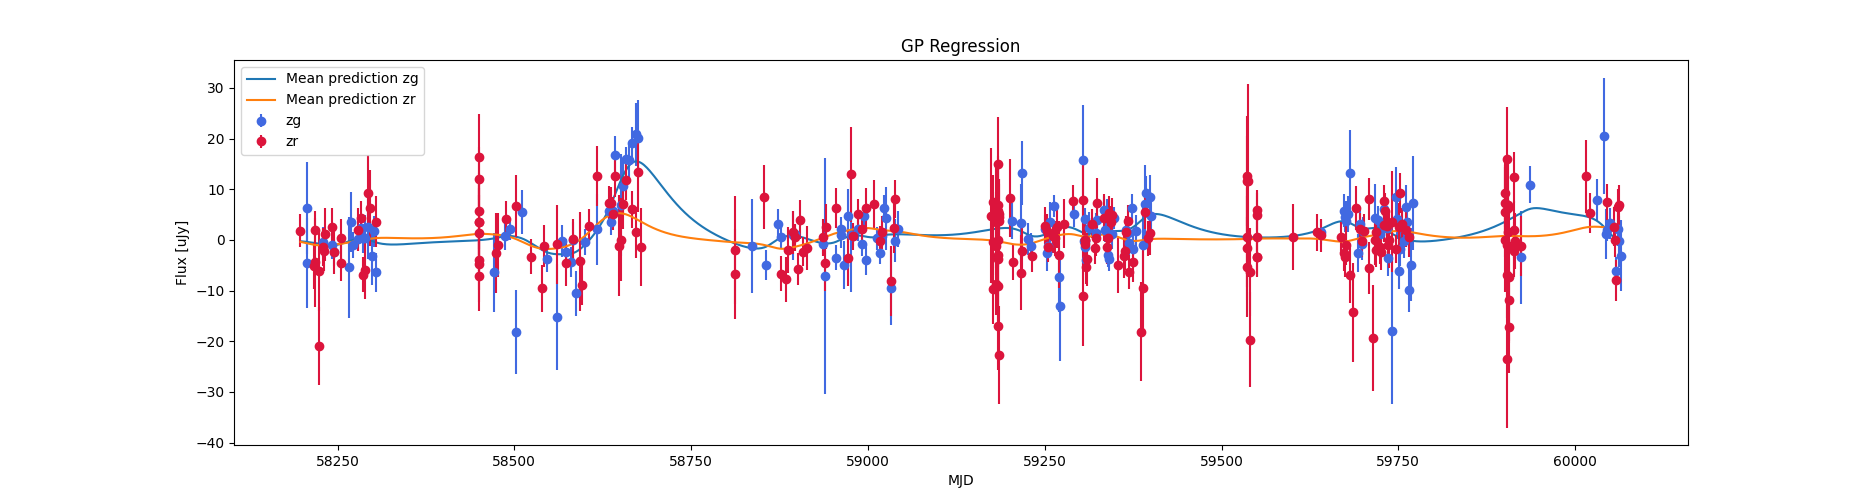 GP Regression
Mean prediction zg
Mean prediction zr
zg
zr
Flux [uJy]
30
20
10
0
−10
−20
−30
−40
58250 58500 58750 59000 59250 59500 59750 60000
MJD